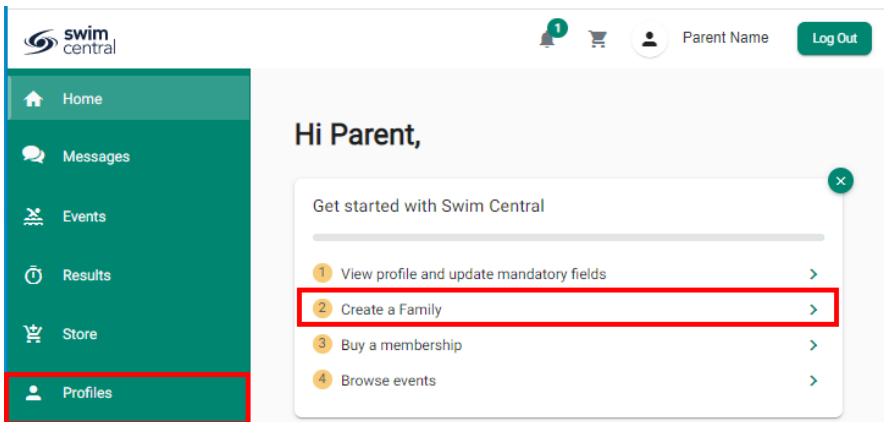 swim
central
1
Parent Name
Log Out
Home
Messages
Events
Results
Store
Profiles
Hi Parent,
Get started with Swim Central
1 View profile and update mandatory fields
2 Create a Family
3 Buy a membership
4 Browse events